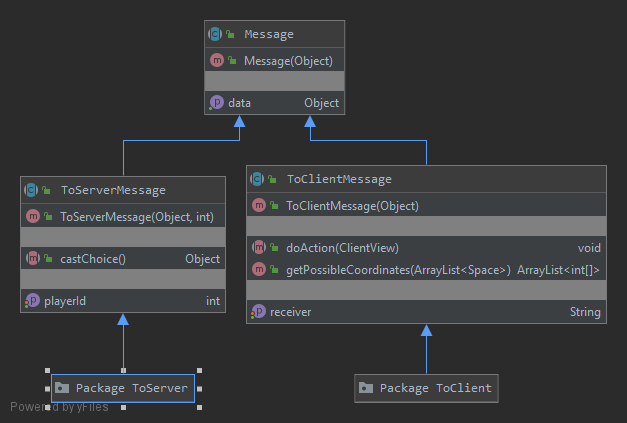 Message
Message(Object)
data Object
ToServerMessage
ToServerMessage(Object, int)
castChoice() Object
playerId int
ToClientMessage
ToClientMessage(Object)
doAction(ClientView) void
getPossibleCoordinates(ArrayList<Space>) ArrayList<int[]>
receiver String
Package ToServer
Package ToClient
Powered by yFiles